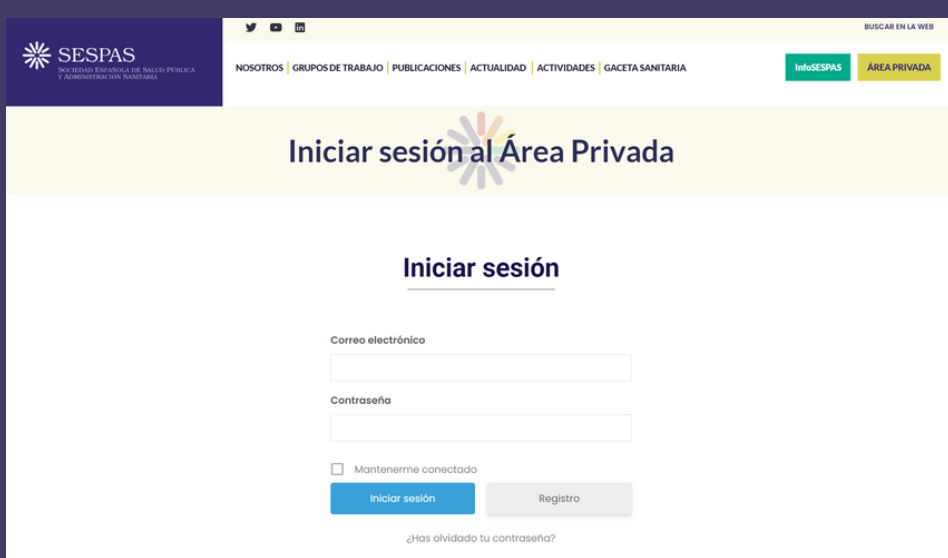 BUSCAR EN LA WEB
SESPAS
Sociedad Española de Salud Pública
y Administración Sanitaria
NOSOTROS GRUPOS DE TRABAJO PUBLICACIONES ACTUALIDAD ACTIVIDADES GACETA SANITARIA
InfoSESPAS
ÁREA PRIVADA
Iniciar sesión al Área Privada
Iniciar sesión
Correo electrónico
Contraseña
Mantenerme conectado
Iniciar sesión
Registro
¿Has olvidado tu contraseña?